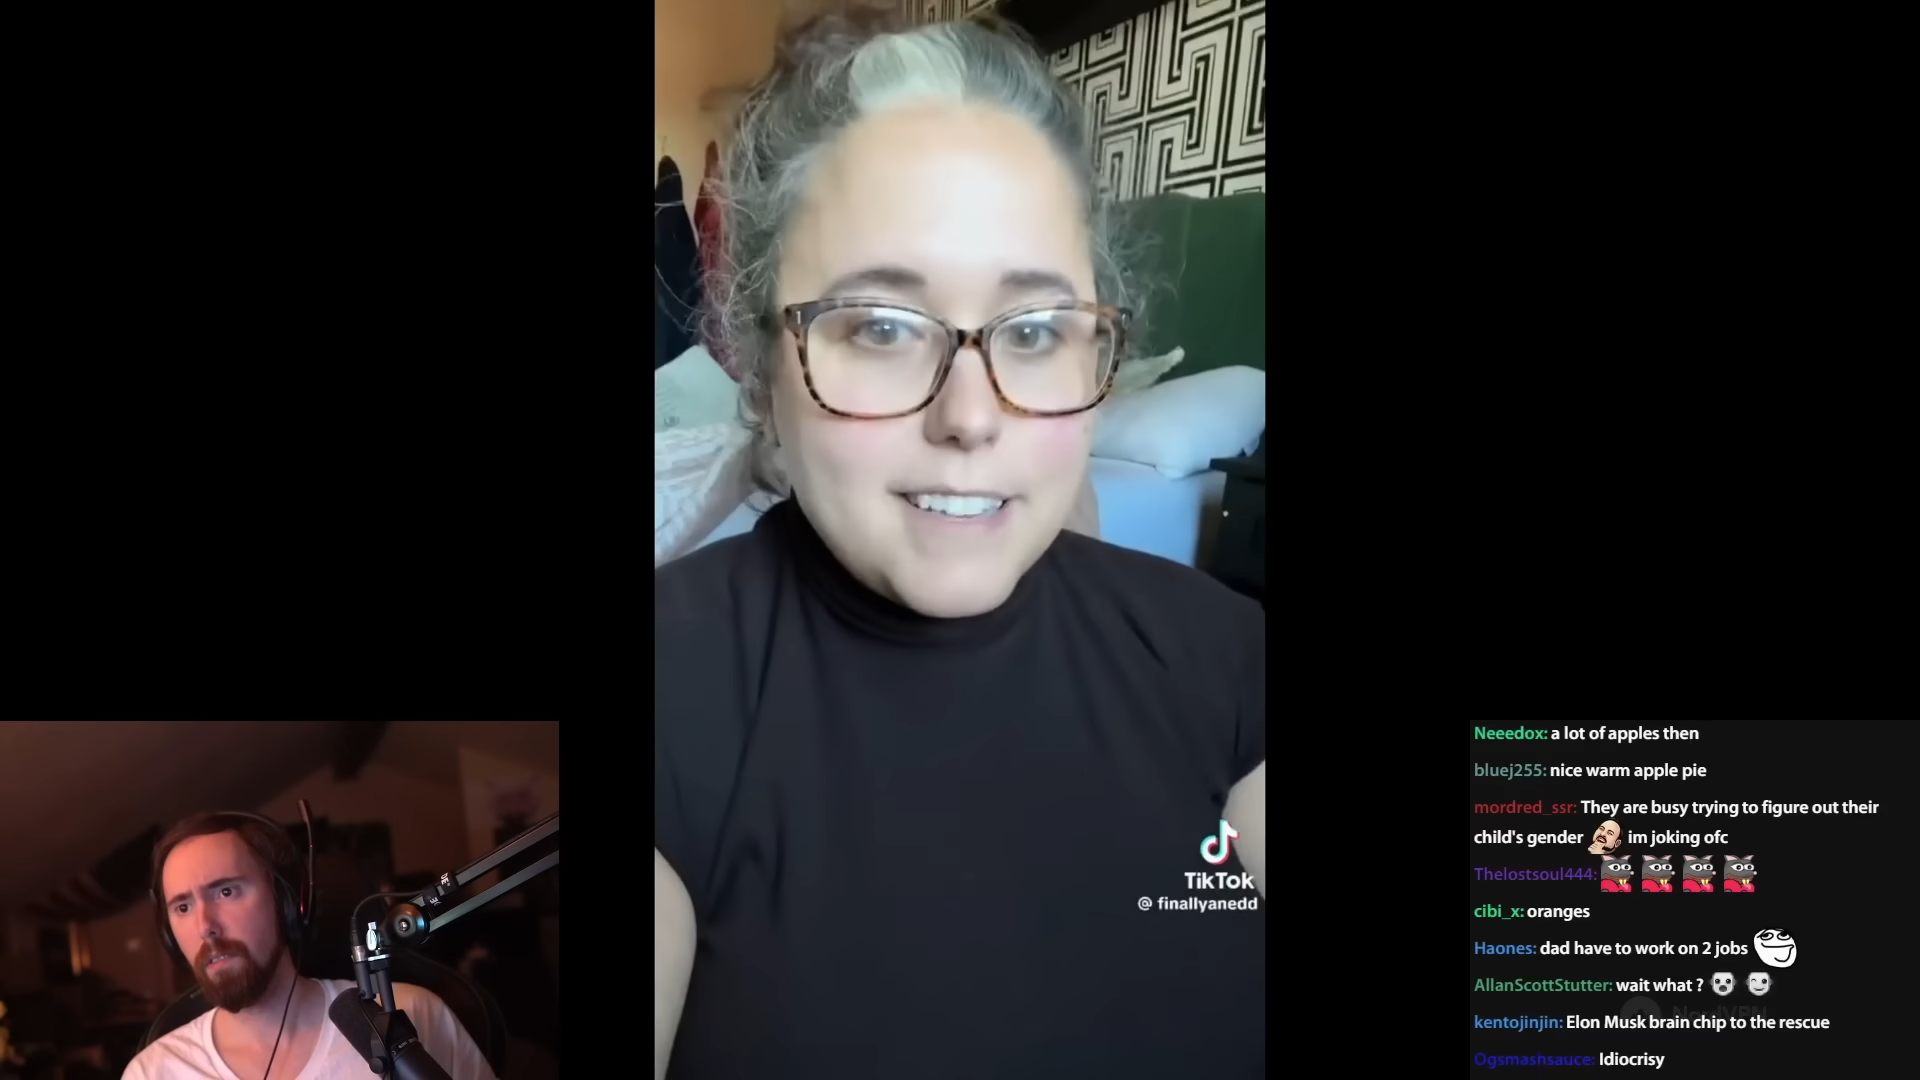 TikTok
@ finallyanedd
Neeedox: a lot of apples then
bluej255: nice warm apple pie
mordred_ssr: They are busy trying to figure out their
child's gender im joking ofc
Thelostsoul444:
cibi_x: oranges
Haones: dad have to work on 2 jobs
AllanScottStutter: wait what ?
NordVPN
kentojinjin: Elon Musk brain chip to the rescue
Ogsmashsauce: Idiocrisy